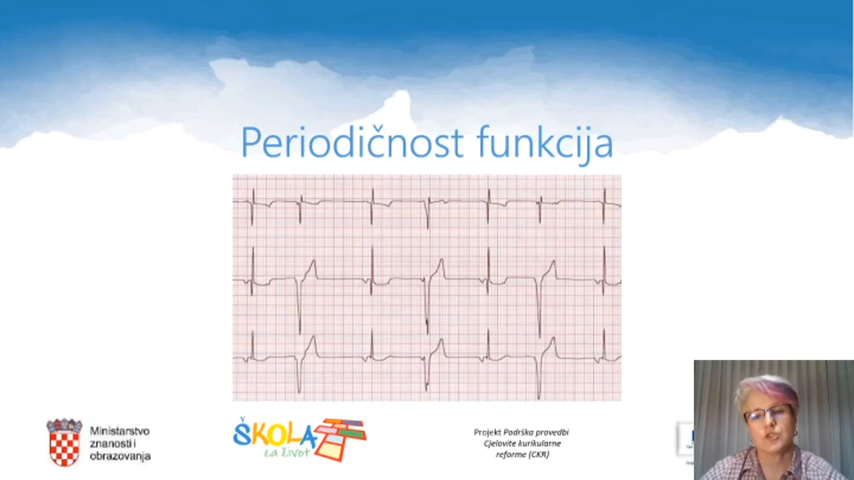 Periodičnost funkcija
Ministarstvo
znanosti i
obrazovanja
ŠKOLA
za život
Projekt Podrška provedbi
Cjelovite kurikularne
reforme (CKR)